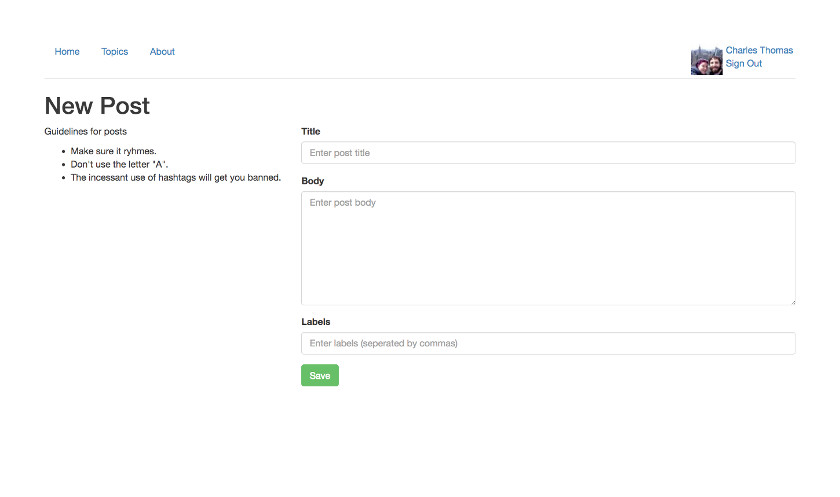 Home Topics About
Charles Thomas
Sign Out
New Post
Guidelines for posts
Make sure it ryhmes.
Don't use the letter "A".
The incessant use of hashtags will get you banned.
Title
Enter post title
Body
Enter post body
Labels
Enter labels (seperated by commas)
Save